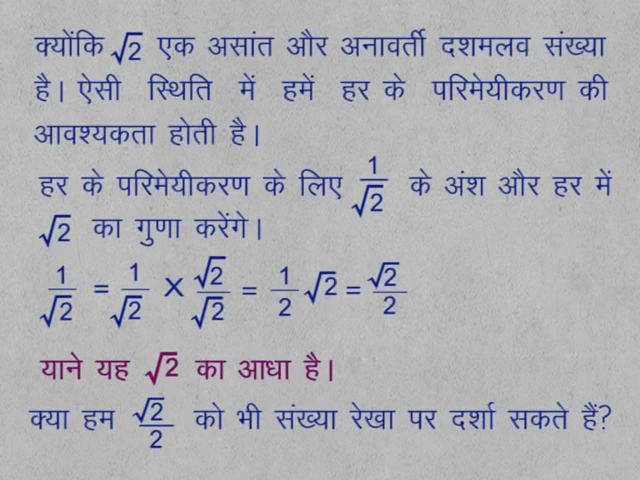 क्योंकि √2 एक असांत और अनावर्ती दशमलव संख्या
है। ऐसी स्थिति में हमें हर के परिमेयीकरण की
आवश्यकता होती है।
हर के परिमेयीकरण के लिए 1/√2 के अंश और हर में
√2 का गुणा करेंगे।
1/√2 = 1/√2 X √2/√2 = 1/2 √2 = √2/2
याने यह √2 का आधा है।
क्या हम √2/2 को भी संख्या रेखा पर दर्शा सकते हैं?